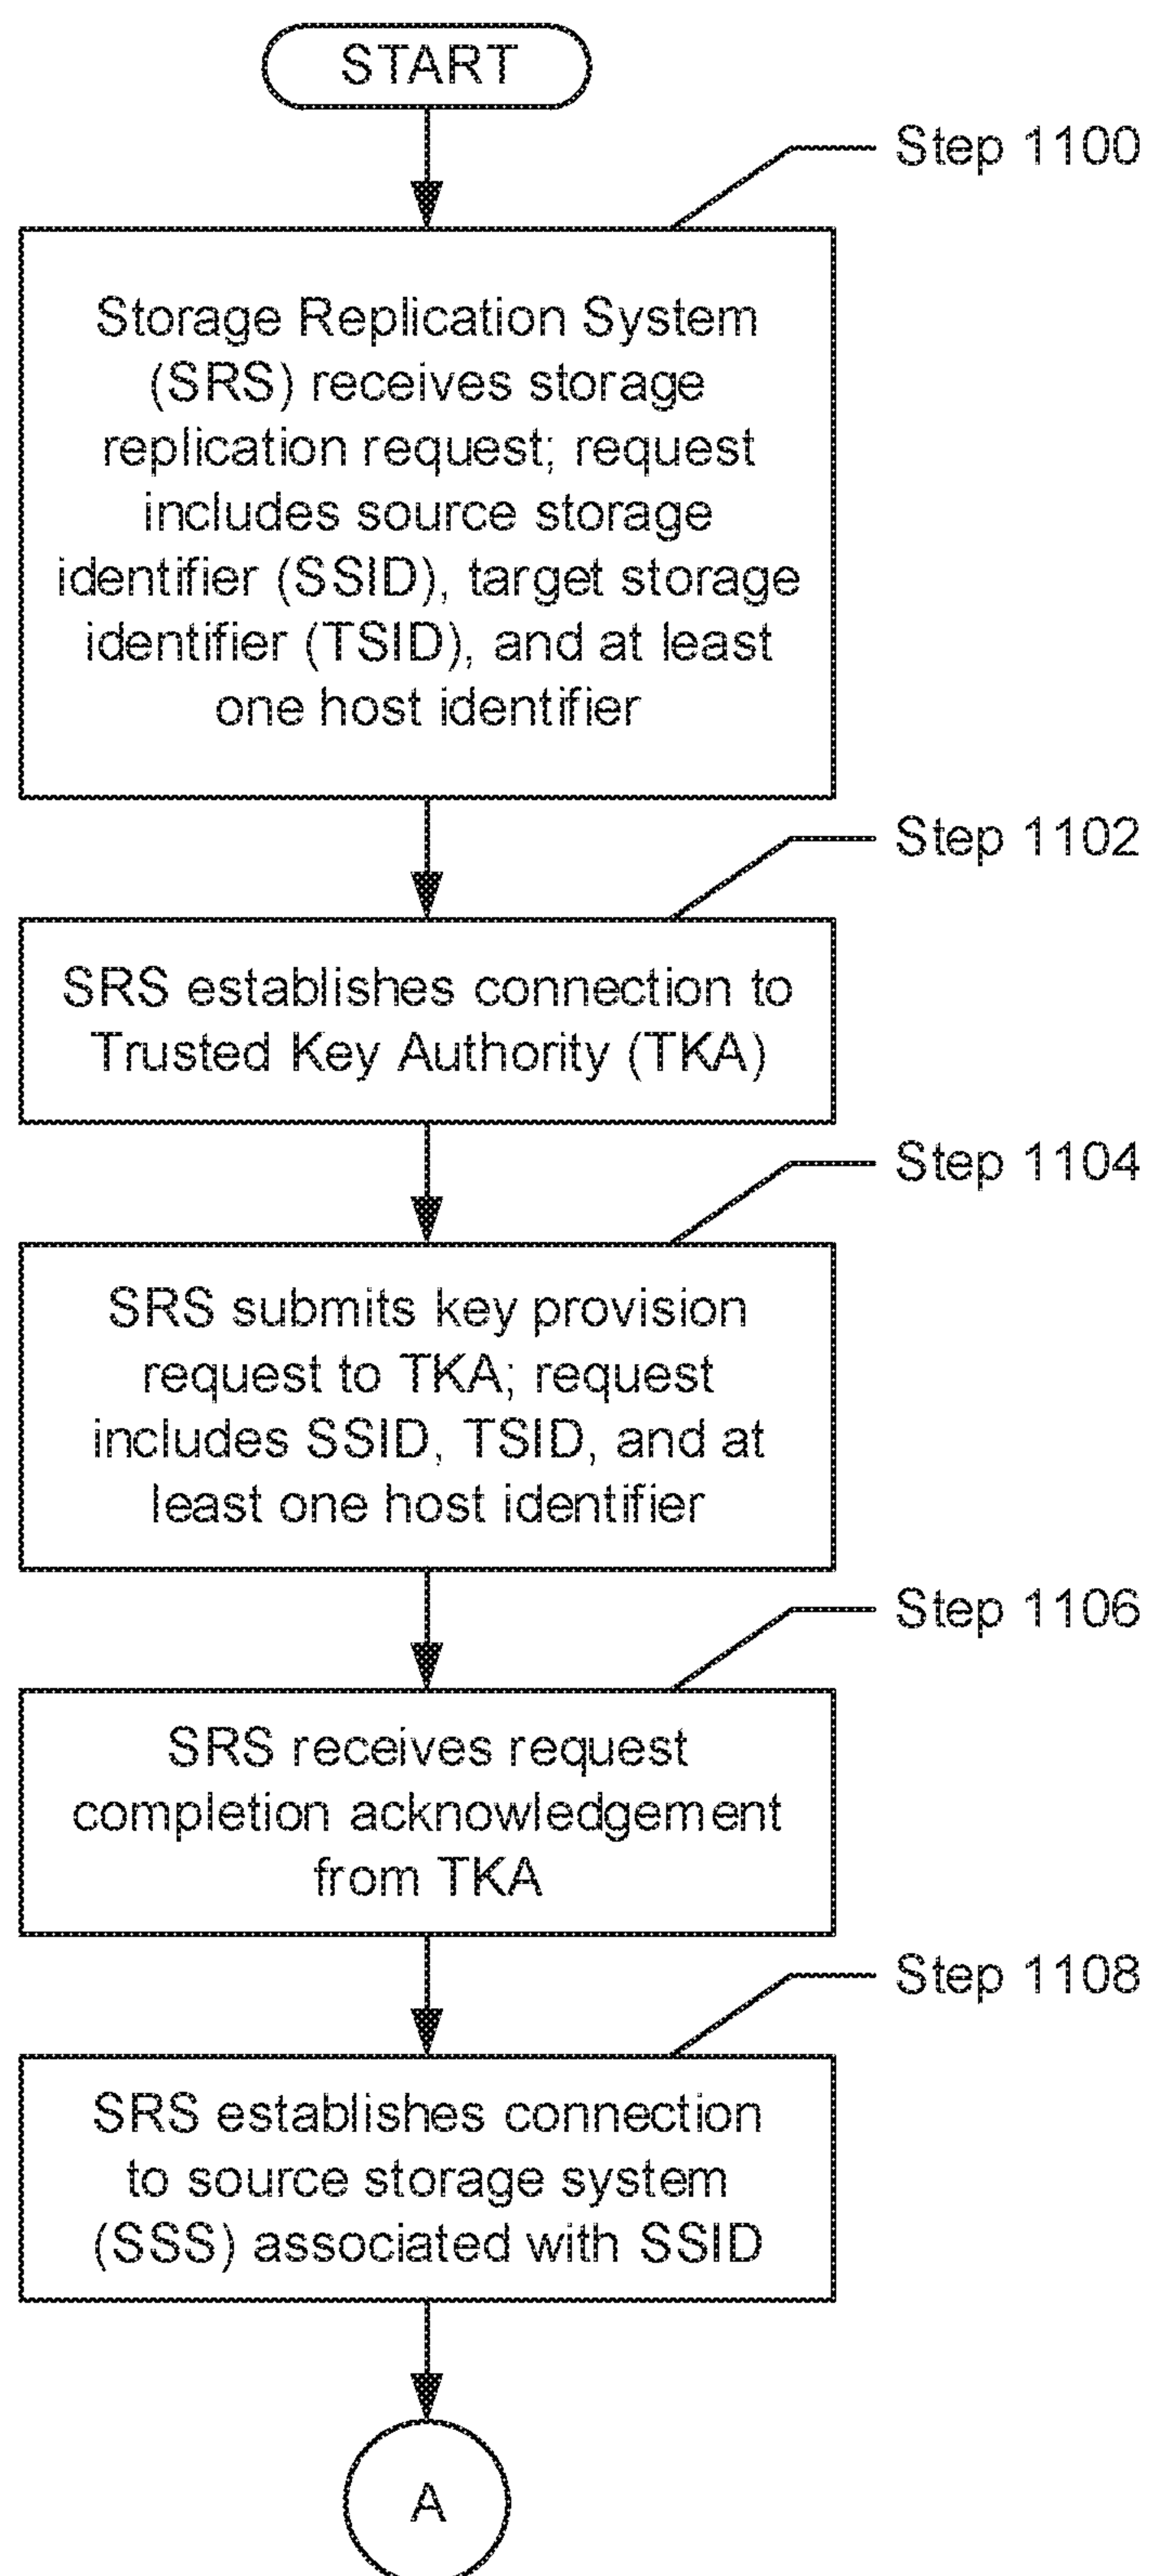 START
Step 1100
Storage Replication System
(SRS) receives storage
replication request; request
includes source storage
identifier (SSID), target storage
identifier (TSID), and at least
one host identifier
Step 1102
SRS establishes connection to
Trusted Key Authority (TKA)
Step 1104
SRS submits key provision
request to TKA; request
includes SSID, TSID, and at
least one host identifier
Step 1106
SRS receives request
completion acknowledgement
from TKA
Step 1108
SRS establishes connection
to source storage system
(SSS) associated with SSID
A